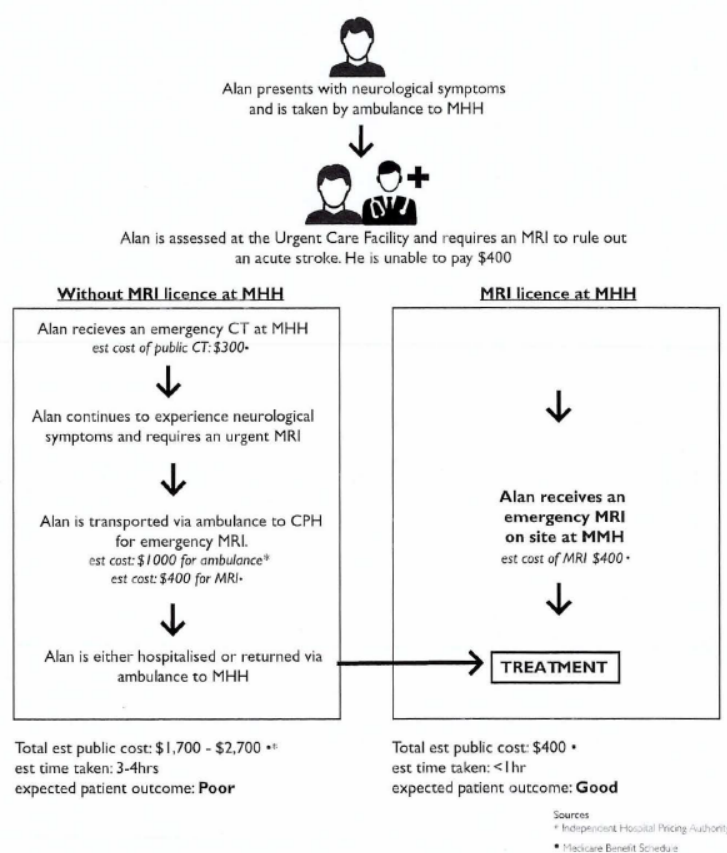 Alan presents with neurological symptoms
and is taken by ambulance to MHH
Alan is assessed at the Urgent Care Facility and requires an MRI to rule out
an acute stroke. He is unable to pay $400
Without MRI licence at MHH
Alan recieves an emergency CT at MHH
est cost of public CT: $300•
Alan continues to experience neurological
symptoms and requires an urgent MRI
Alan is transported via ambulance to CPH
for emergency MRI.
est cost: $1000 for ambulance*
est cost: $400 for MRI•
Alan is either hospitalised or returned via
ambulance to MHH
Total est public cost: $1,700 - $2,700 •*
est time taken: 3-4hrs
expected patient outcome: Poor
MRI licence at MHH
Alan receives an
emergency MRI
on site at MMH
est cost of MRI $400 •
TREATMENT
Total est public cost: $400 •
est time taken: <1hr
expected patient outcome: Good
Sources
* Independent Hospital Pricing Authority
• Medicare Benefit Schedule